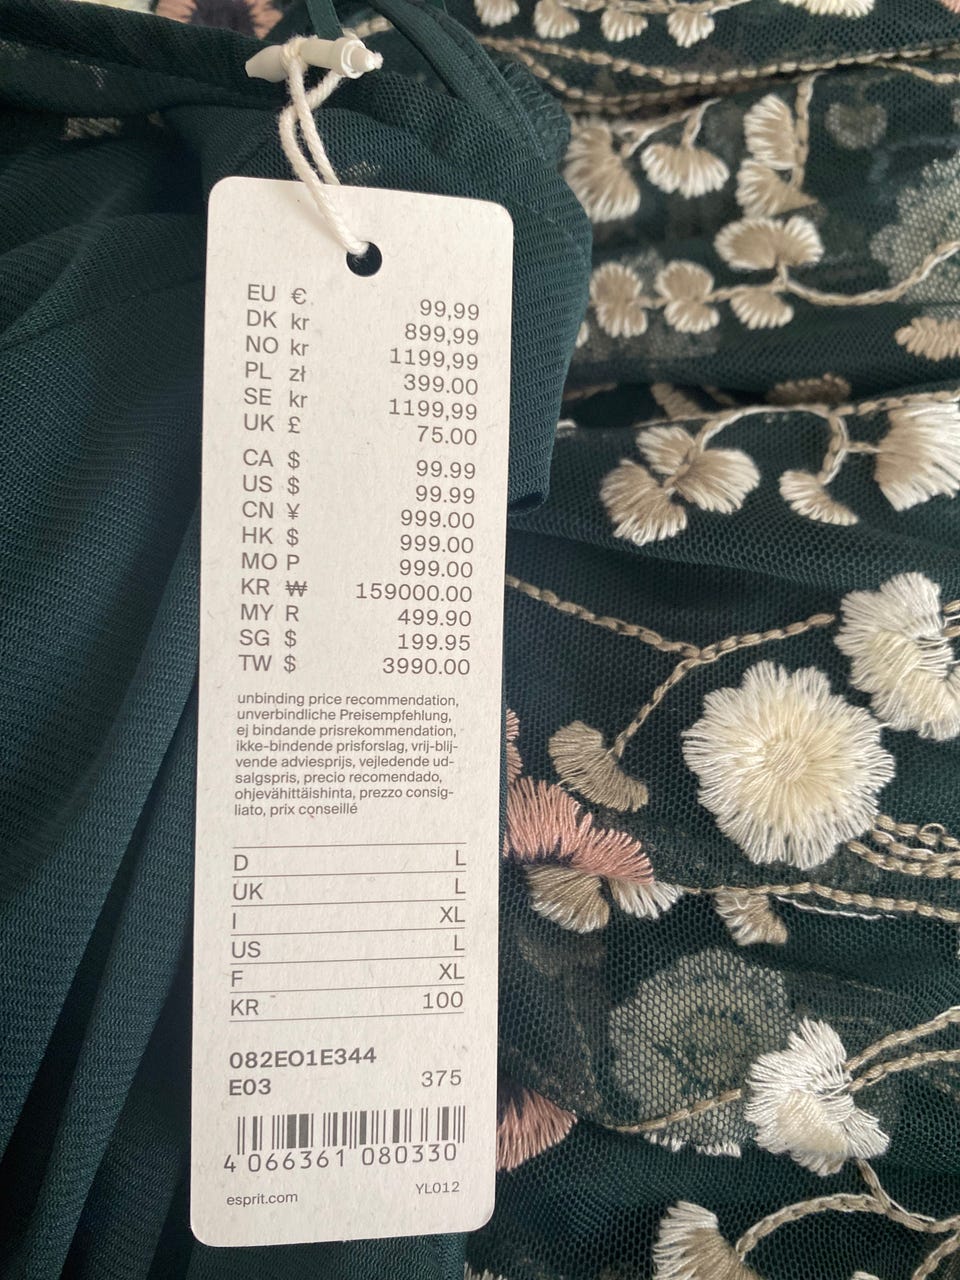 EU € 99,99
DK kr 899,99
NO kr 1199,99
PL zł 399.00
SE kr 1199,99
UK £ 75.00
CA $ 99.99
US $ 99.99
CN ¥ 999.00
HK $ 999.00
MO P 999.00
KR ₩ 159000.00
MY R 499.90
SG $ 199.95
TW $ 3990.00
unbinding price recommendation,
unverbindliche Preisempfehlung,
ej bindande prisrekommendation,
ikke-bindende prisforslag, vrij-blij-
vende adviesprijs, vejledende ud-
salgspris, precio recomendado,
ohjevähittäishinta, prezzo consig-
liato, prix conseillé
D L
UK L
I XL
US L
F XL
KR 100
082EO1E344
E03 375
4 066361 080330
esprit.com YL012